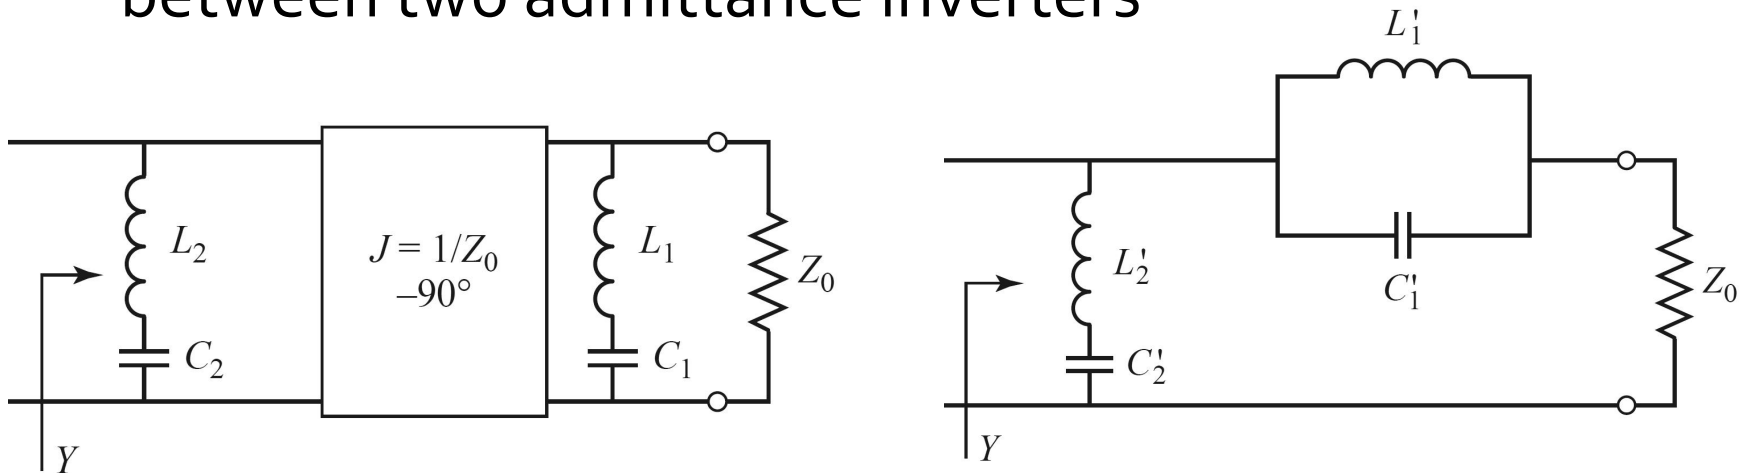 between two admittance inverters
L'₁
L₂
J = 1/Z₀
–90°
L₁
Z₀
C₂
C₁
Y
L'₂
C'₁
Z₀
C'₂
Y